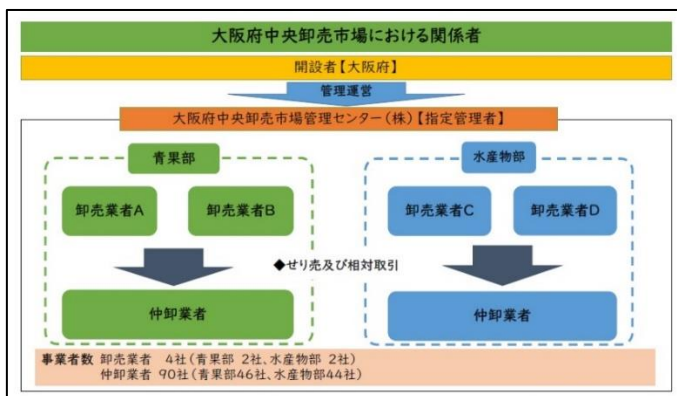 大阪府中央卸売市場における関係者
開設者【大阪府】
管理運営
大阪府中央卸売市場管理センター(株)【指定管理者】
青果部
水産物部
卸売業者A
卸売業者B
卸売業者C
卸売業者D
◆せり売及び相対取引
仲卸業者
仲卸業者
事業者数 卸売業者 4社(青果部 2社、水産物部 2社)
仲卸業者 90社(青果部46社、水産物部44社)